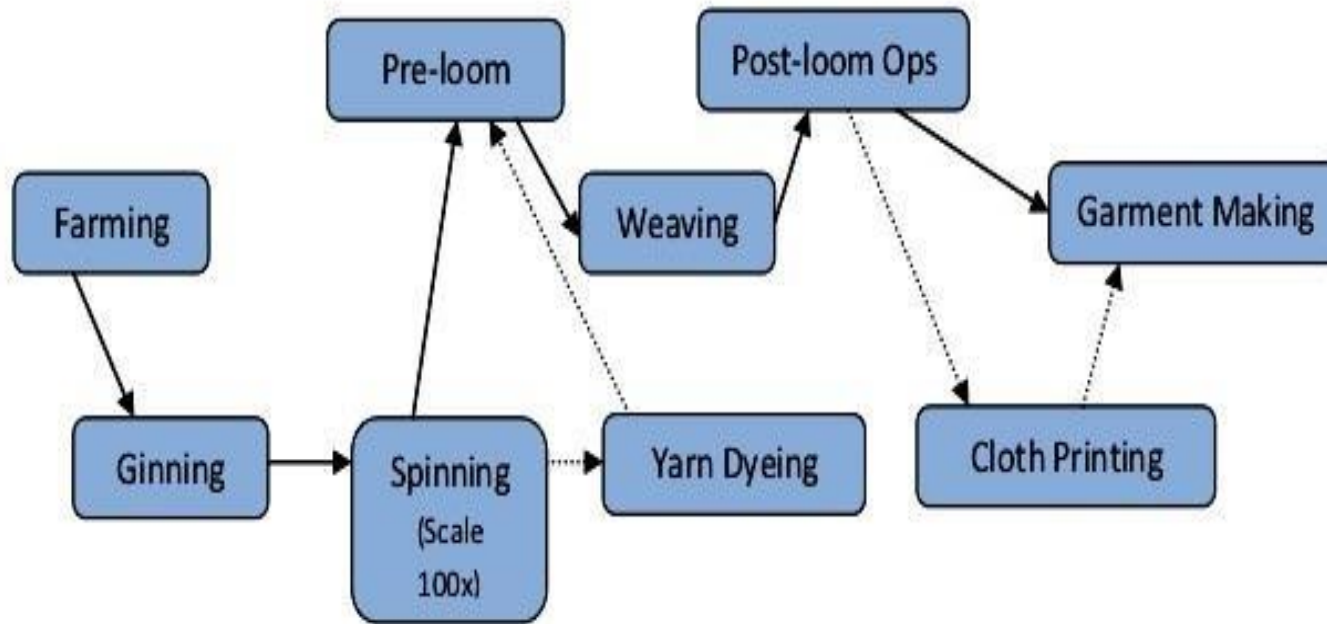 Pre-loom
Post-loom Ops
Farming
Weaving
Garment Making
Ginning
Spinning
(Scale
100x)
Yarn Dyeing
Cloth Printing